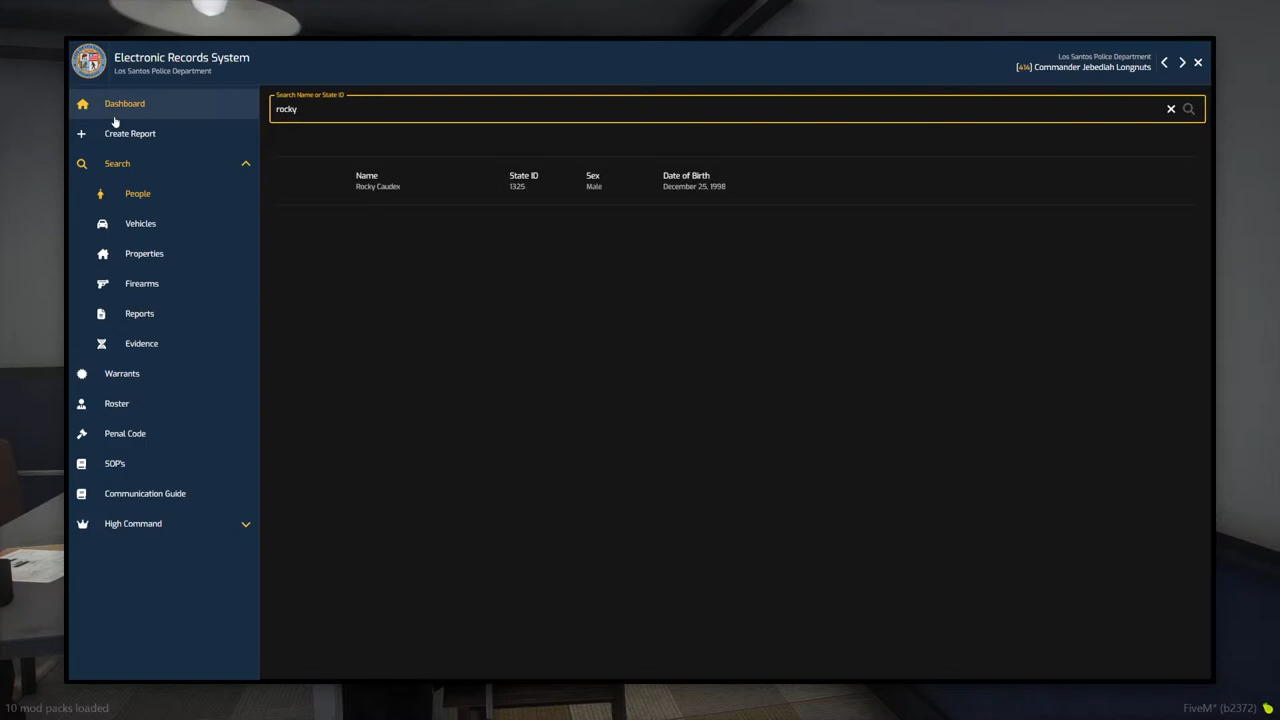 Electronic Records System
Los Santos Police Department
Los Santos Police Department
[414] Commander Jebediah Longnuts
Dashboard
Create Report
Search
People
Vehicles
Properties
Firearms
Reports
Evidence
Warrants
Roster
Penal Code
SOP's
Communication Guide
High Command
Search Name or State ID
rocky
Name State ID Sex Date of Birth
Rocky Caudex 1325 Male December 25, 1998
10 mod packs loaded
FiveM* (b2372)